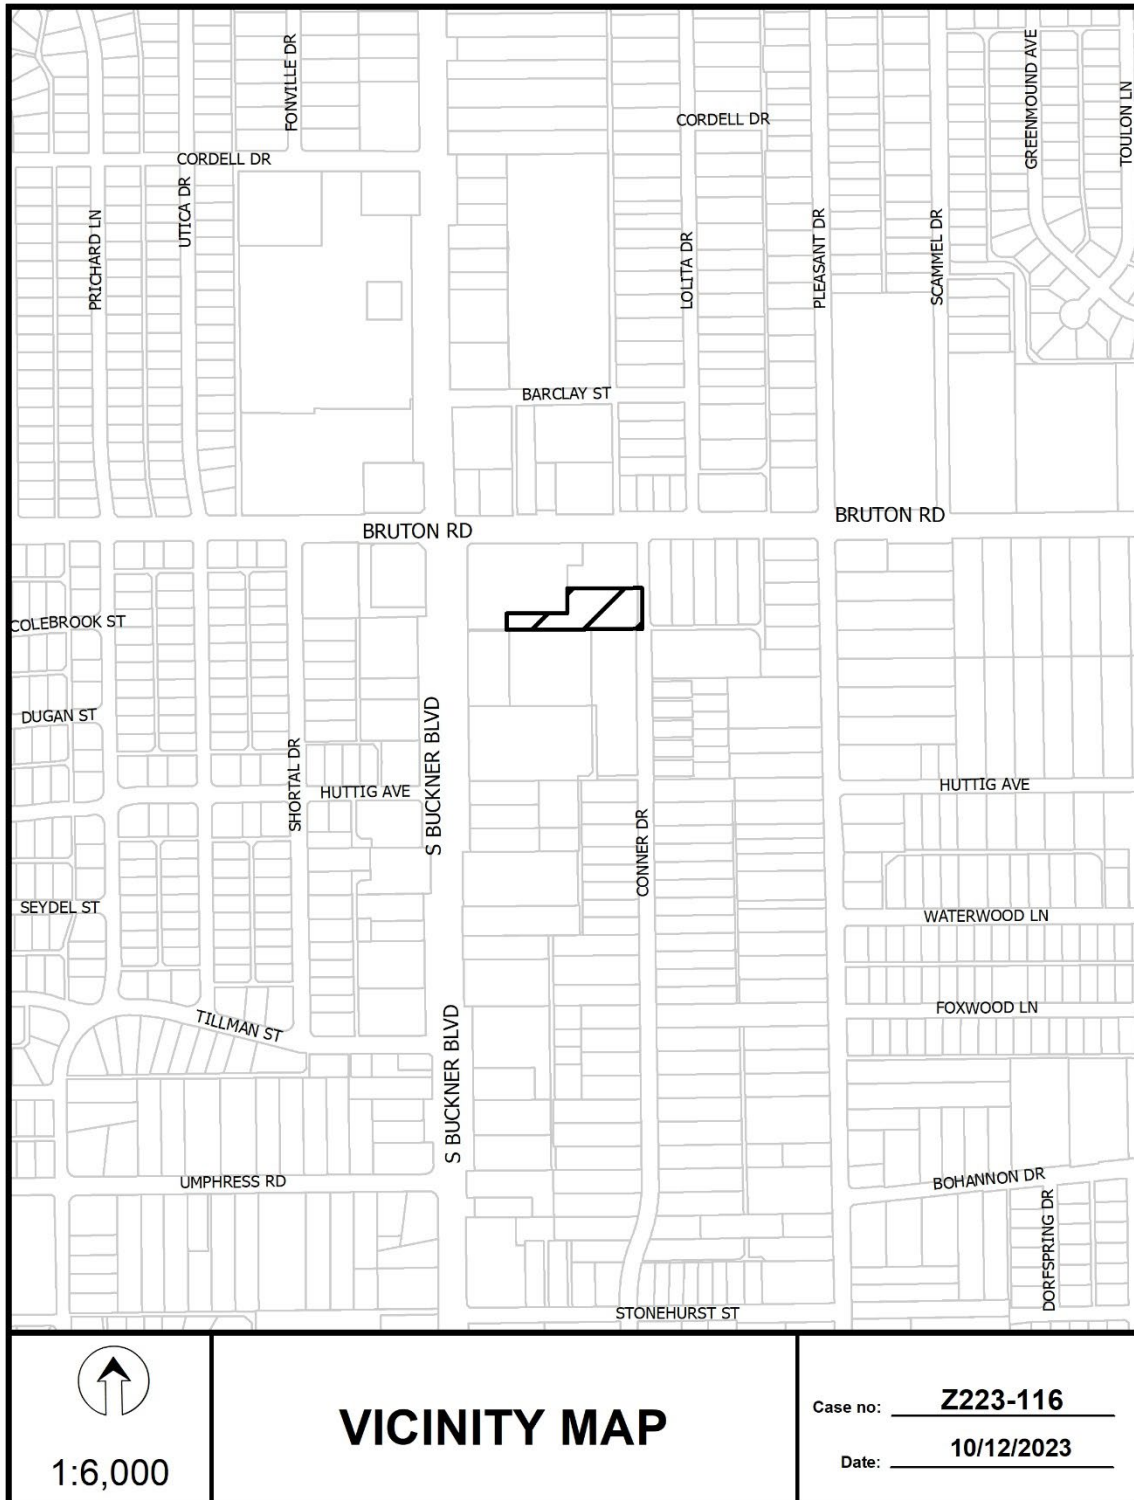 FONVILLE DR
GREENMOUND AVE
TOULON LN
CORDELL DR
CORDELL DR
PRICHARD LN
UTICA DR
LOLITA DR
PLEASANT DR
SCAMMEL DR
BARCLAY ST
BRUTON RD
BRUTON RD
COLEBROOK ST
DUGAN ST
SHORTAL DR
S BUCKNER BLVD
HUTTIG AVE
HUTTIG AVE
CONNER DR
SEYDEL ST
WATERWOOD LN
TILLMAN ST
FOXWOOD LN
S BUCKNER BLVD
UMPHRESS RD
BOHANNON DR
DORFSPRING DR
STONEHURST ST
1:6,000
VICINITY MAP
Case no: Z223-116
Date: 10/12/2023